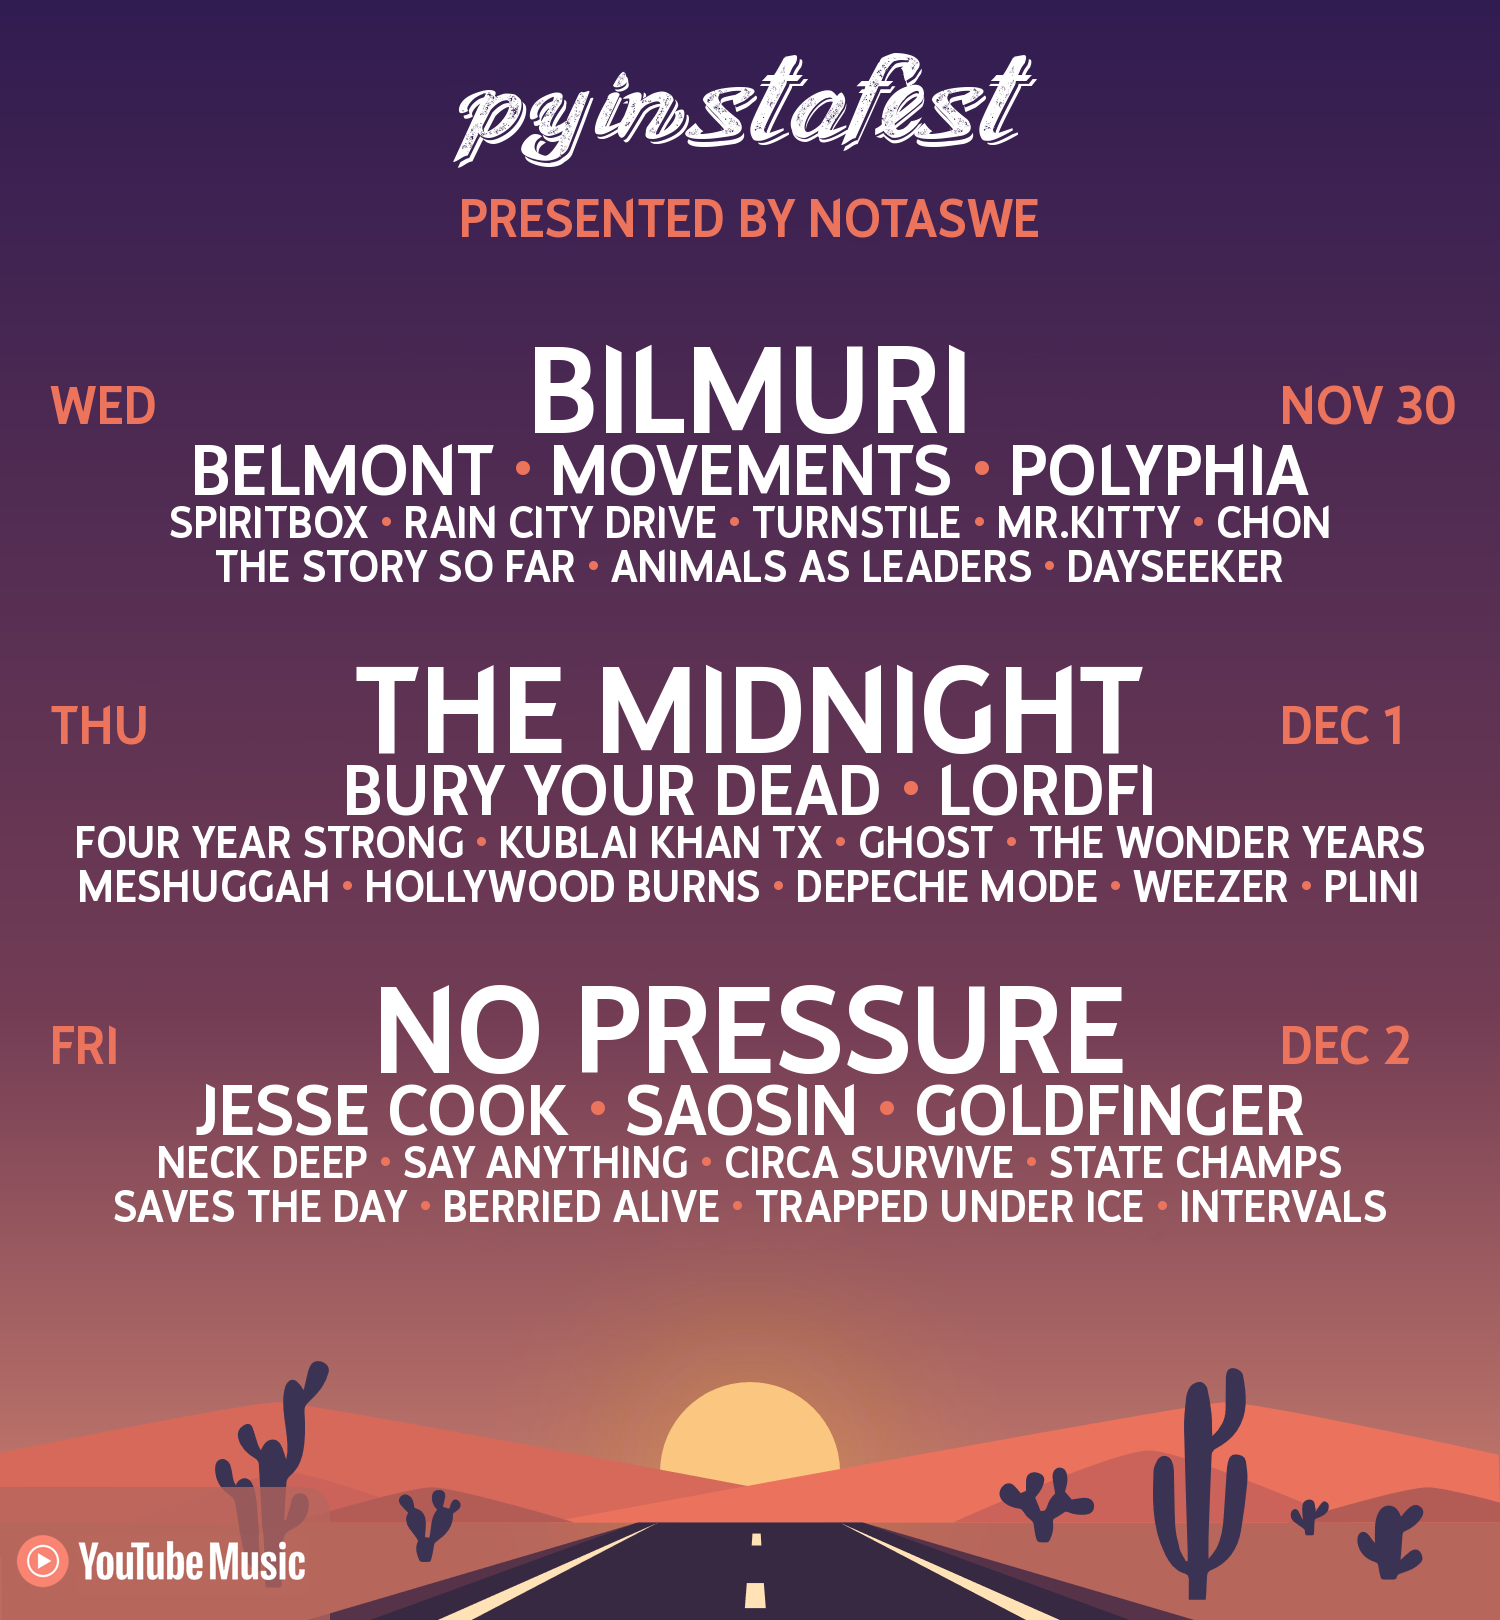 pyinstafest
PRESENTED BY NOTASWE
WED
BILMURI
NOV 30
BELMONT • MOVEMENTS • POLYPHIA
SPIRITBOX • RAIN CITY DRIVE • TURNSTILE • MR.KITTY • CHON
THE STORY SO FAR • ANIMALS AS LEADERS • DAYSEEKER
THU
THE MIDNIGHT
DEC 1
BURY YOUR DEAD • LORDFI
FOUR YEAR STRONG • KUBLAI KHAN TX • GHOST • THE WONDER YEARS
MESHUGGAH • HOLLYWOOD BURNS • DEPECHE MODE • WEEZER • PLINI
FRI
NO PRESSURE
DEC 2
JESSE COOK • SAOSIN • GOLDFINGER
NECK DEEP • SAY ANYTHING • CIRCA SURVIVE • STATE CHAMPS
SAVES THE DAY • BERRIED ALIVE • TRAPPED UNDER ICE • INTERVALS
YouTube Music